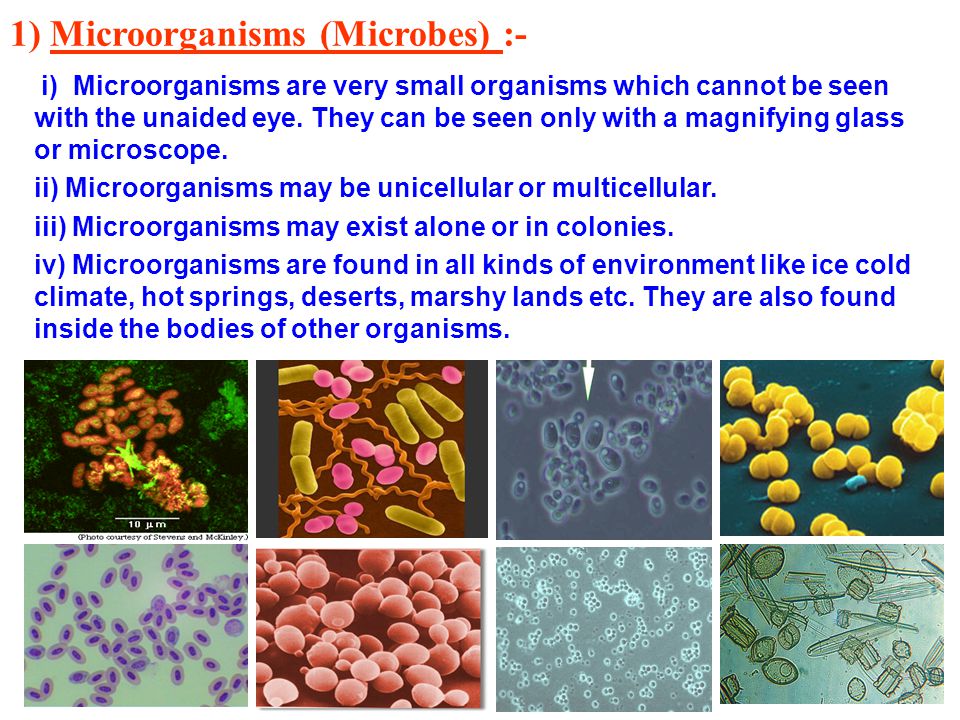 1) Microorganisms (Microbes) :-
i) Microorganisms are very small organisms which cannot be seen
with the unaided eye. They can be seen only with a magnifying glass
or microscope.
ii) Microorganisms may be unicellular or multicellular.
iii) Microorganisms may exist alone or in colonies.
iv) Microorganisms are found in all kinds of environment like ice cold
climate, hot springs, deserts, marshy lands etc. They are also found
inside the bodies of other organisms.
10 µm
(Photo courtesy of Stevens and McKinley.)